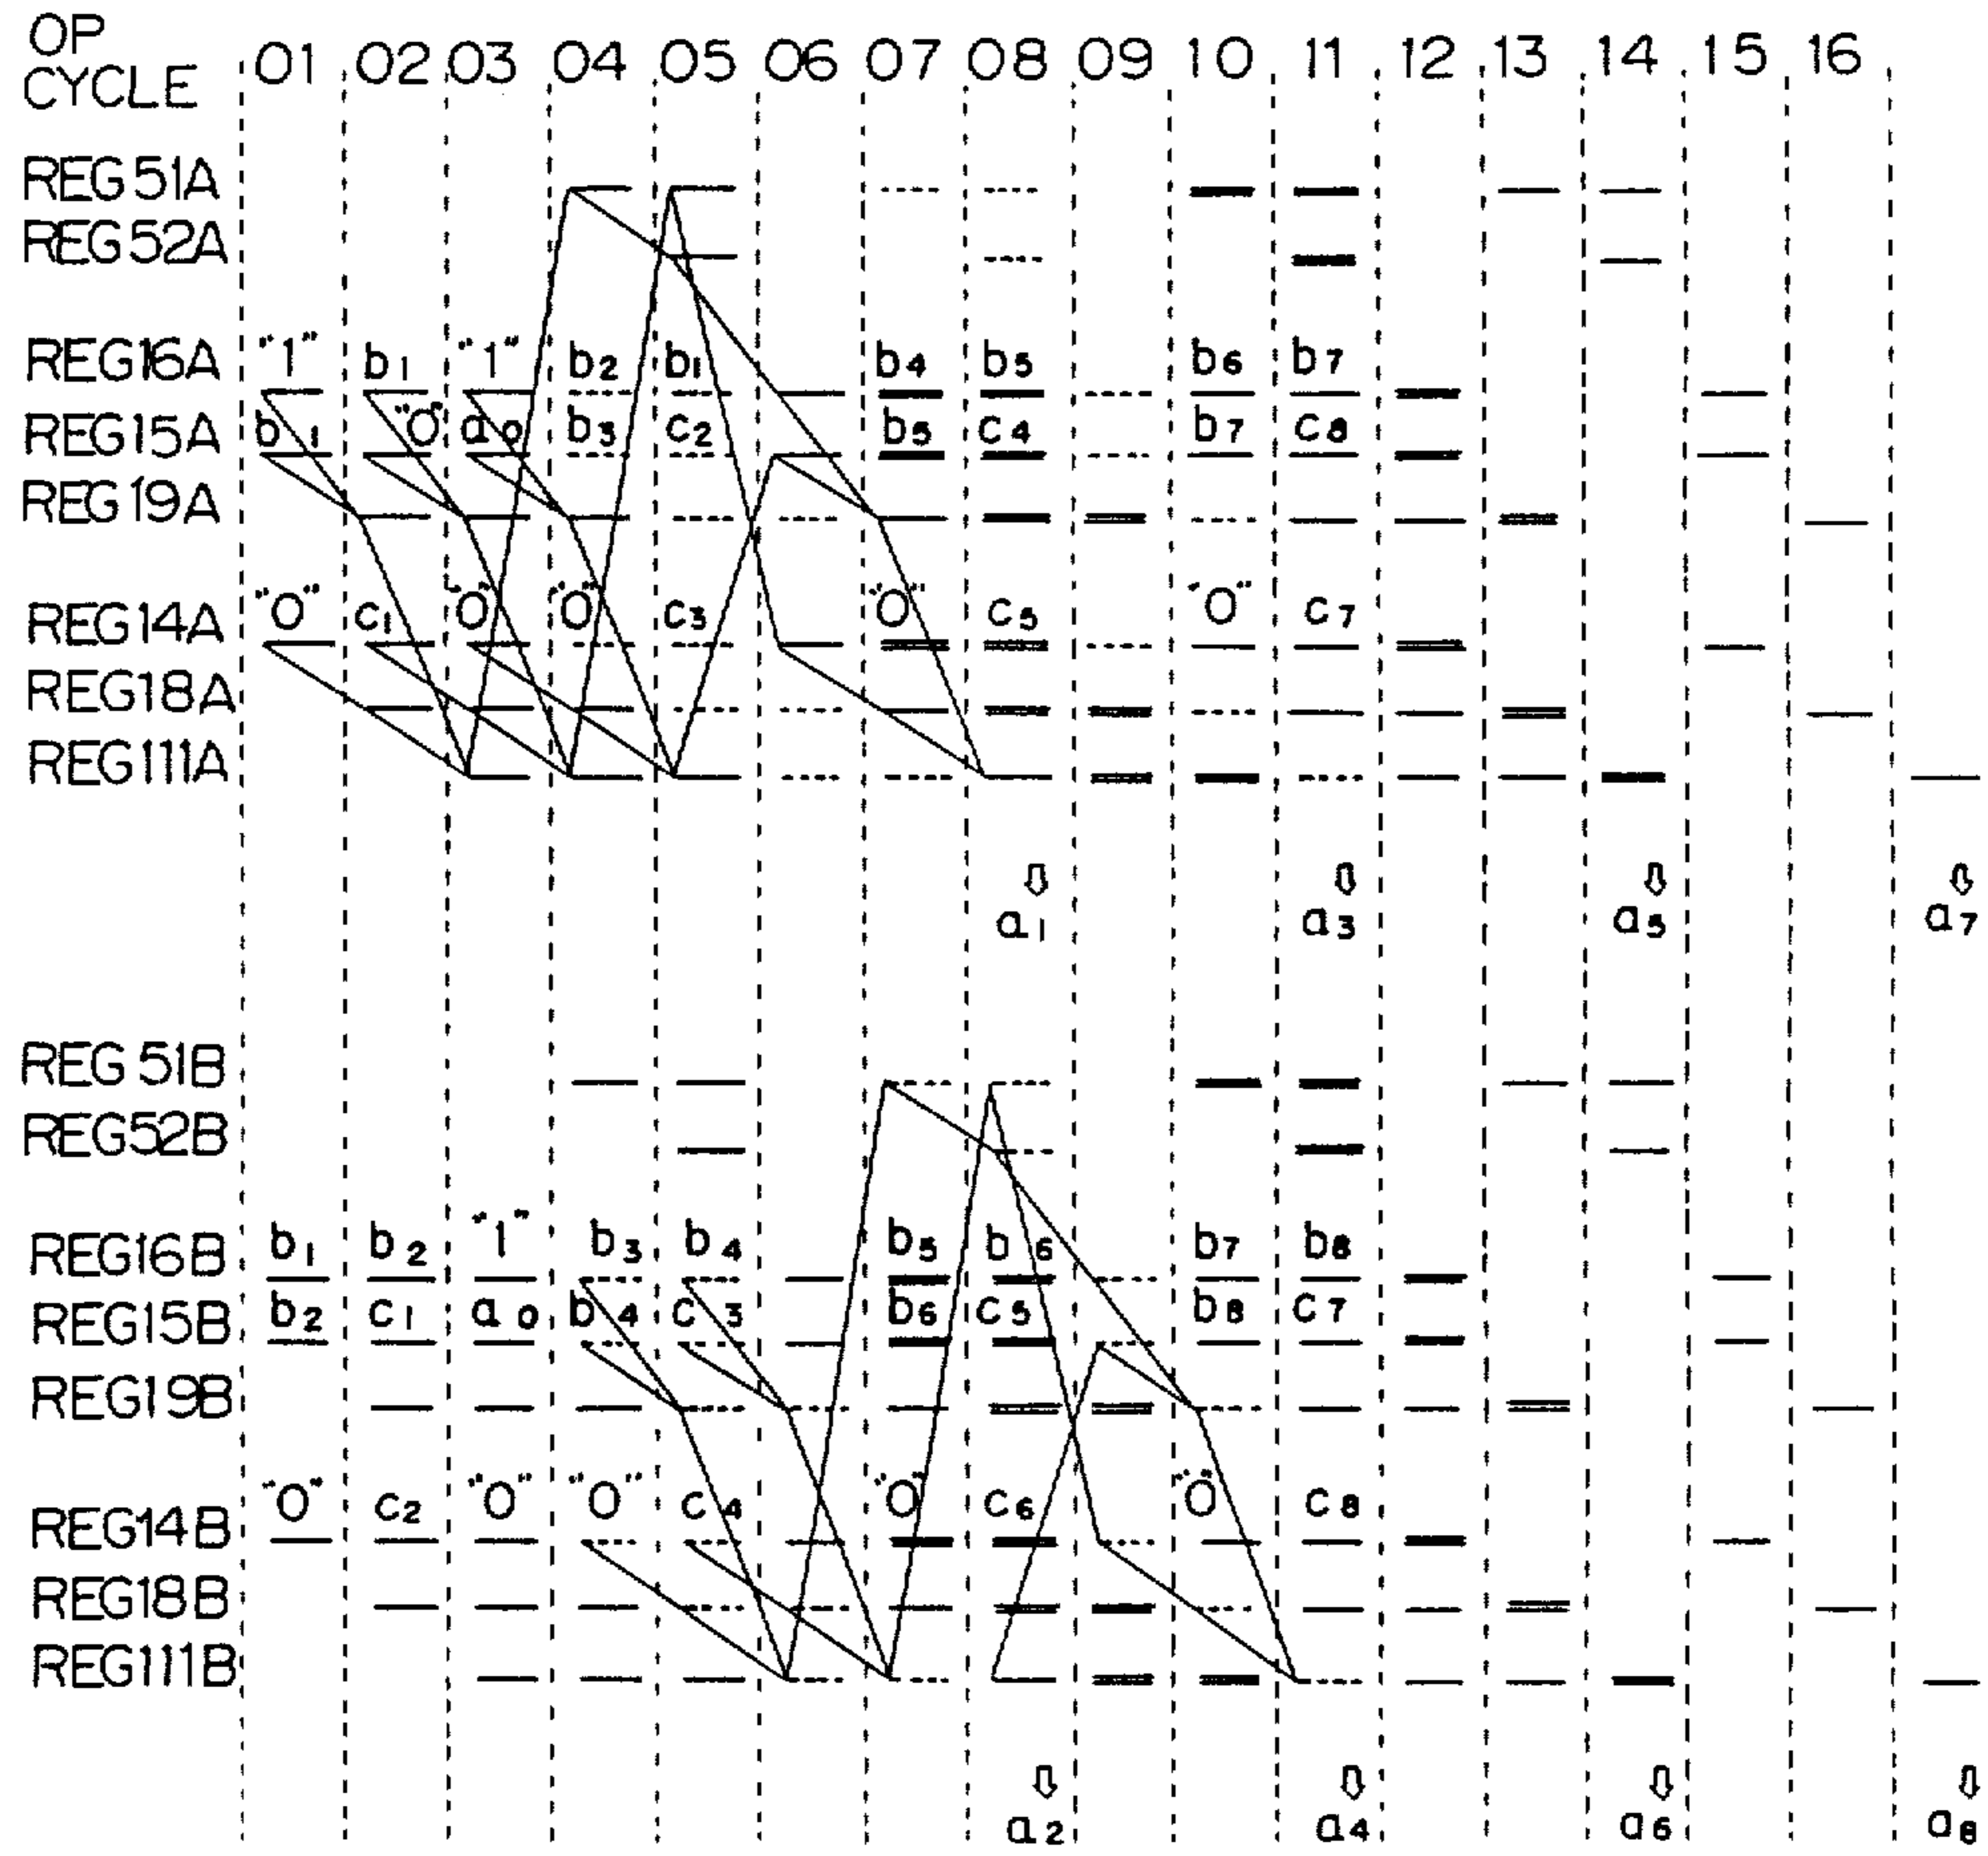 OP
CYCLE 01 02 03 04 05 06 07 08 09 10 11 12 13 14 15 16
REG51A
REG52A
REG16A "1" b1 "1" b2 b1 b4 b5 b6 b7
REG15A b1 "0" a0 b3 c2 b5 c4 b7 c8
REG19A
REG14A "0" c1 "0" "0" c3 "0" c5 "0" c7
REG18A
REG111A
a1 a3 a5 a7
REG51B
REG52B
REG16B b1 b2 "1" b3 b4 b5 b6 b7 b8
REG15B b2 c1 a0 b4 c3 b6 c5 b8 c7
REG19B
REG14B "0" c2 "0" "0" c4 "0" c6 "0" c8
REG18B
REG111B
a2 a4 a6 a8